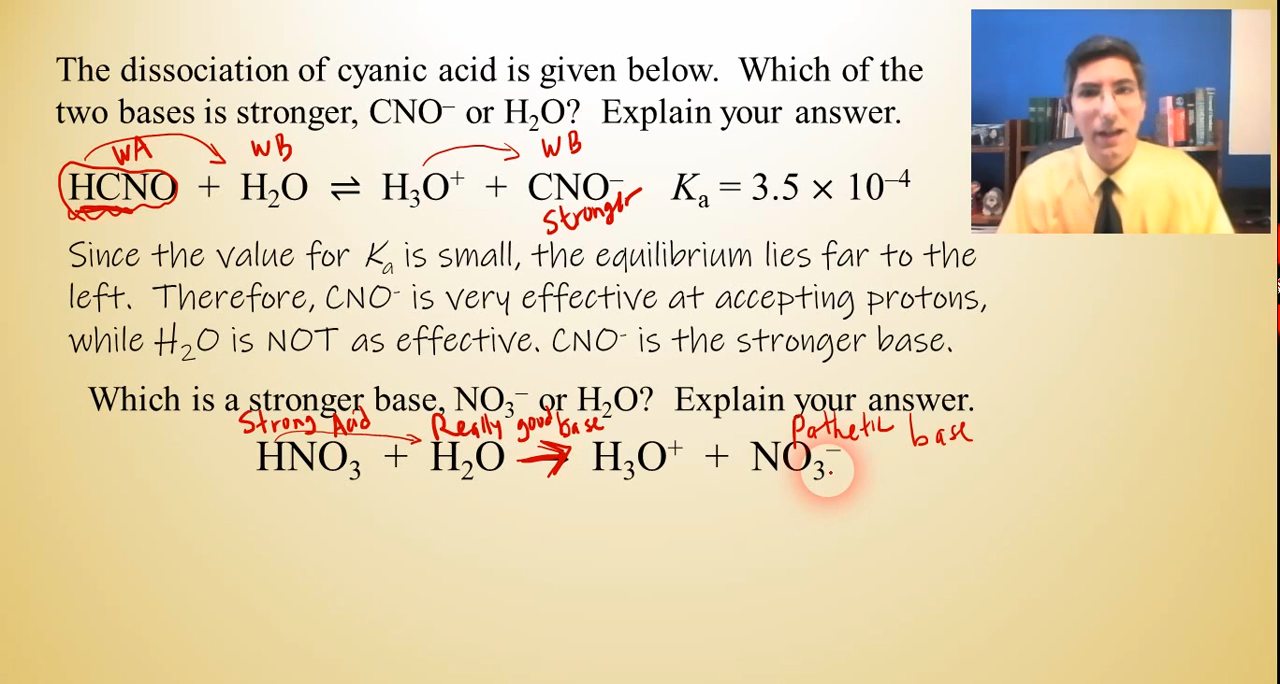 The dissociation of cyanic acid is given below. Which of the
two bases is stronger, CNO⁻ or H₂O? Explain your answer.
WA WB WB
HCNO + H₂O ⇌ H₃O⁺ + CNO⁻ Kₐ = 3.5 × 10⁻⁴
Stronger
Since the value for Kₐ is small, the equilibrium lies far to the
left. Therefore, CNO⁻ is very effective at accepting protons,
while H₂O is NOT as effective. CNO⁻ is the stronger base.
Which is a stronger base, NO₃⁻ or H₂O? Explain your answer.
Strong Acid Really good base Pathetic base
HNO₃ + H₂O → H₃O⁺ + NO₃⁻